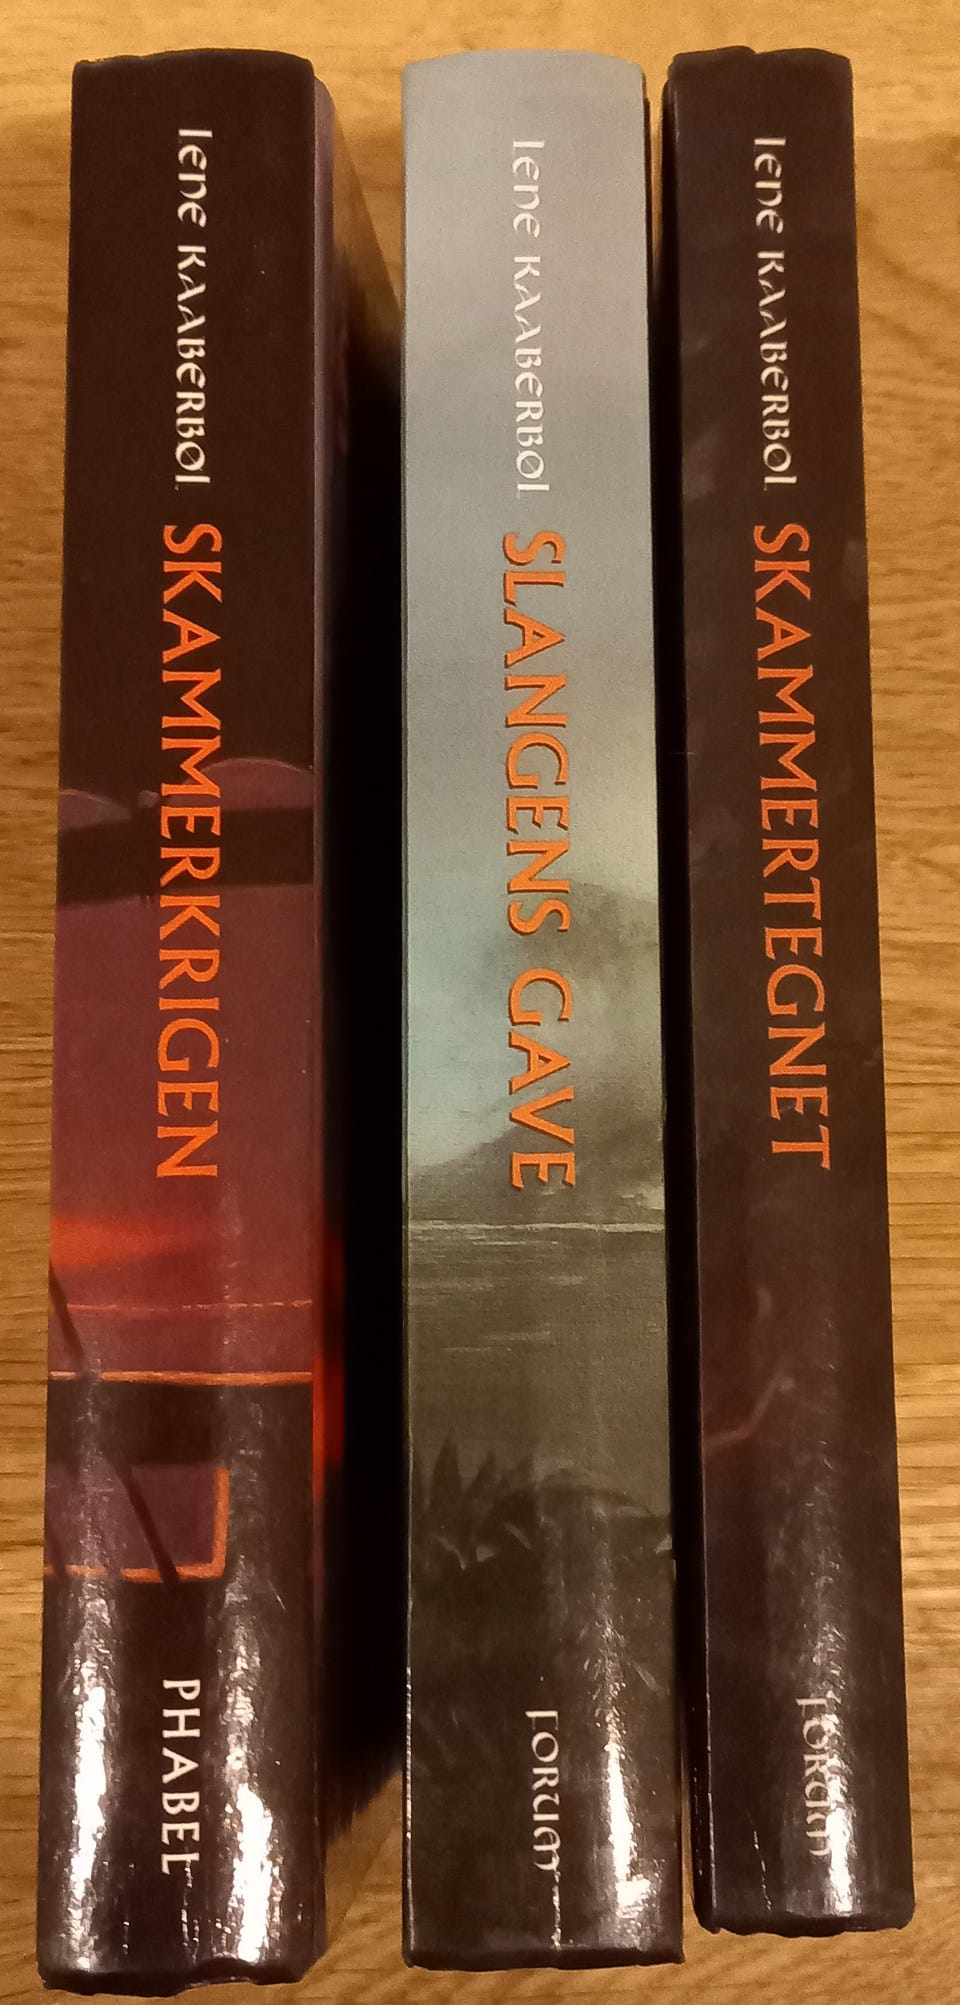 LENE KAABERBØL SKAMMERKRIGEN PHABEL
LENE KAABERBØL SLANGENS GAVE FORUM
LENE KAABERBØL SKAMMERTEGNET FORUM